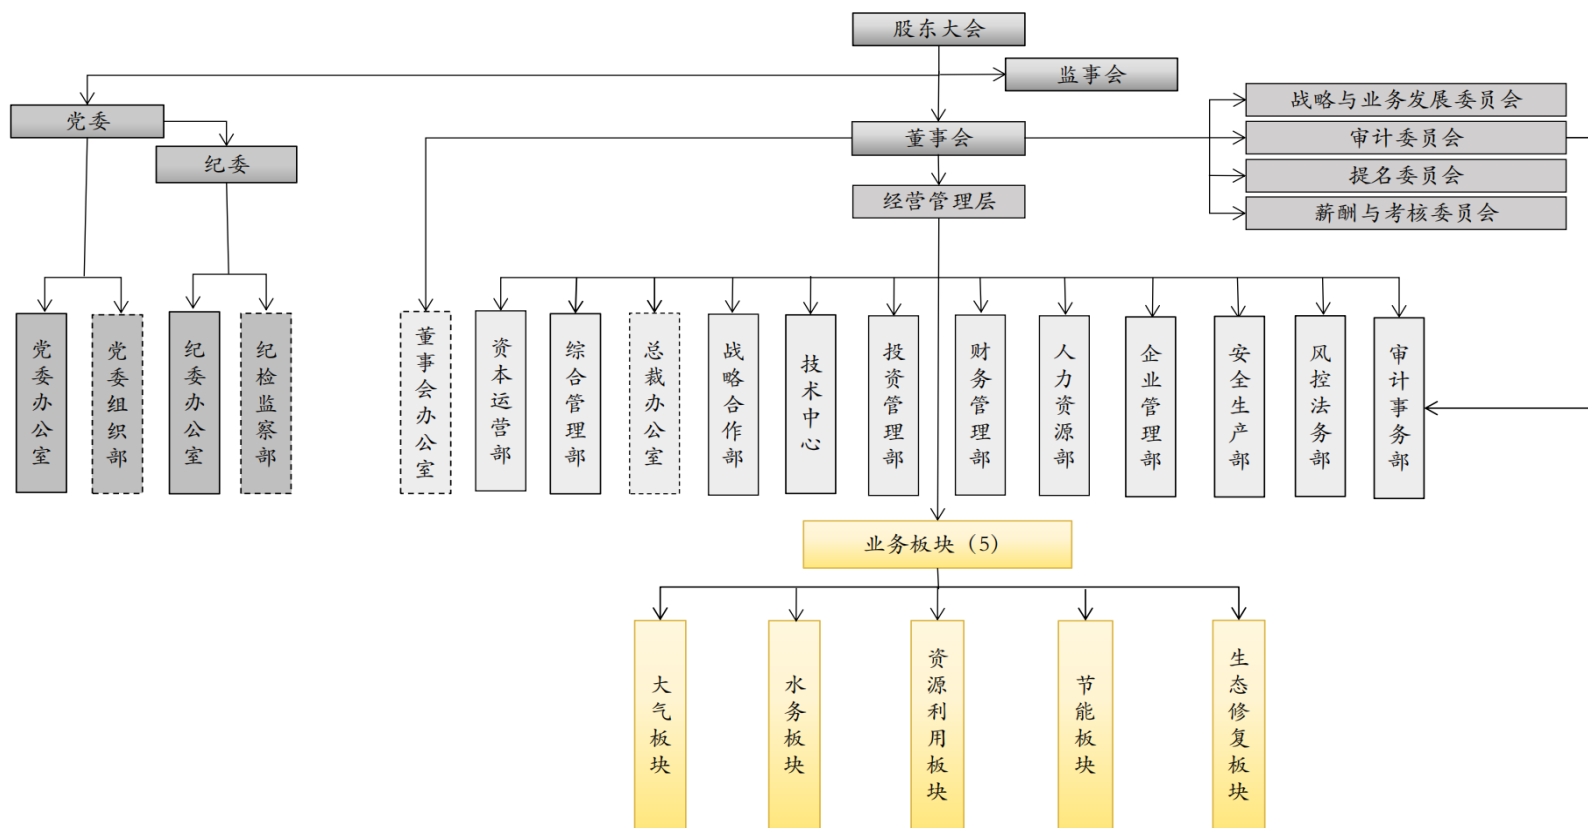 股东大会
监事会
党委
纪委
董事会
经营管理层
战略与业务发展委员会
审计委员会
提名委员会
薪酬与考核委员会
党委办公室
党委组织部
纪委办公室
纪检监察部
董事会办公室
资本运营部
综合管理部
总裁办公室
战略合作部
技术中心
投资管理部
财务管理部
人力资源部
企业管理部
安全生产部
风控法务部
审计事务部
业务板块（5）
大气板块
水务板块
资源利用板块
节能板块
生态修复板块